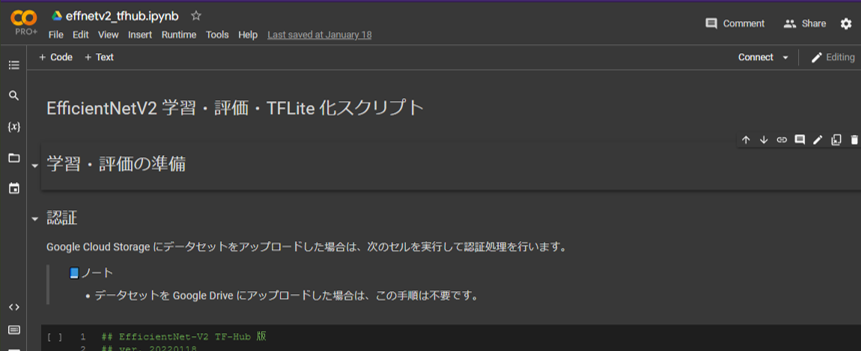 effnetv2_tfhub.ipynb
PRO+
File Edit View Insert Runtime Tools Help Last saved at January 18
Comment Share
+ Code + Text
Connect Editing
EfficientNetV2 学習・評価・TFLite 化スクリプト
学習・評価の準備
認証
Google Cloud Storage にデータセットをアップロードした場合は、次のセルを実行して認証処理を行います。
ノート
• データセットを Google Drive にアップロードした場合は、この手順は不要です。
[ ] 1 ## EfficientNet-V2 TF-Hub 版
2 ## ver. 20220118